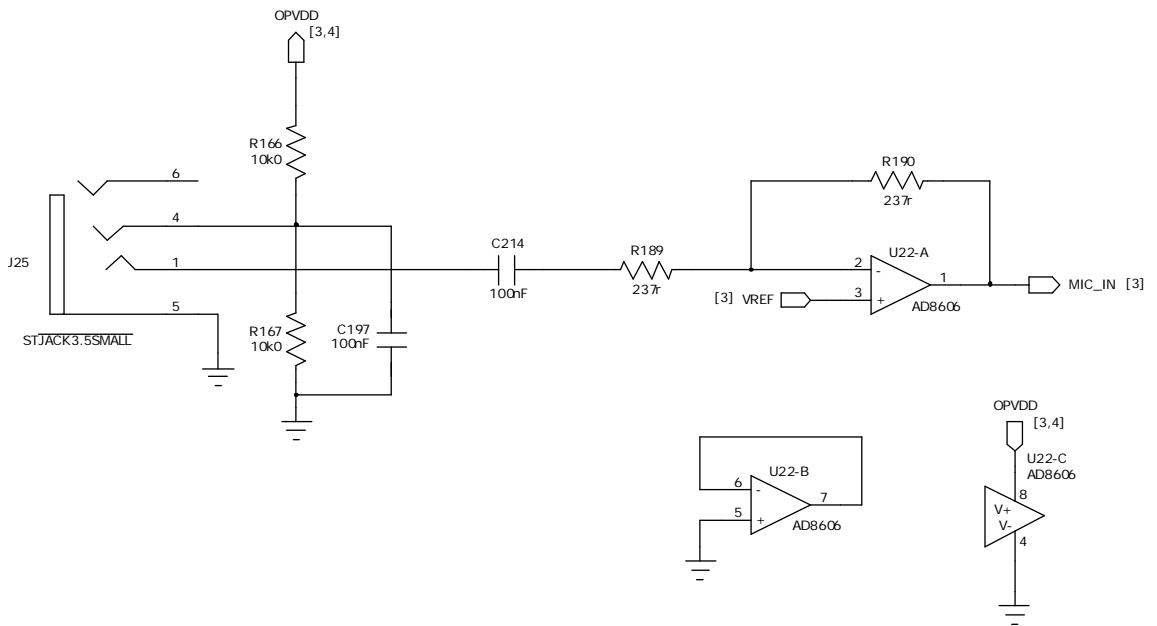 OPVDD
[3,4]
R166
10k0
6
4
1
J25
5
STJACK3.5SMALL
R167
10k0
C197
100nF
C214
100nF
R189
237r
R190
237r
U22-A
2
-
3
+
1
AD8606
[3] VREF
MIC_IN [3]
U22-B
6
-
5
+
7
AD8606
OPVDD
[3,4]
U22-C
AD8606
8
V+
V-
4